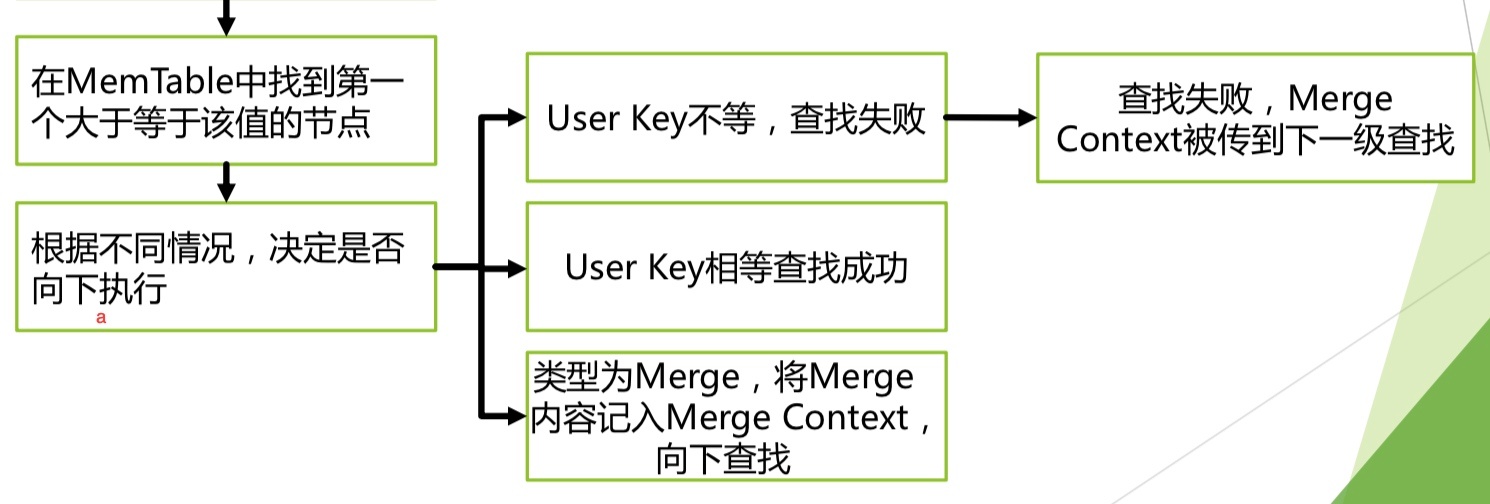 在MemTable中找到第一
个大于等于该值的节点
根据不同情况，决定是否
向下执行
a
User Key不等，查找失败
User Key相等查找成功
类型为Merge，将Merge
内容记入Merge Context，
向下查找
查找失败，Merge
Context被传到下一级查找